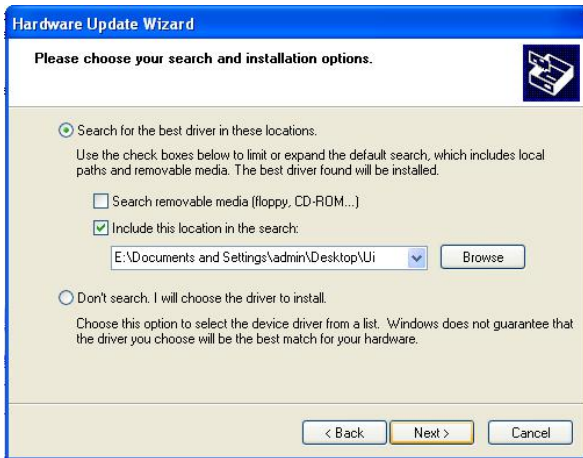 Hardware Update Wizard
Please choose your search and installation options.
Search for the best driver in these locations.
Use the check boxes below to limit or expand the default search, which includes local
paths and removable media. The best driver found will be installed.
Search removable media (floppy, CD-ROM...)
Include this location in the search:
E:\Documents and Settings\admin\Desktop\Ui
Browse
Don't search. I will choose the driver to install.
Choose this option to select the device driver from a list. Windows does not guarantee that
the driver you choose will be the best match for your hardware.
< Back
Next >
Cancel